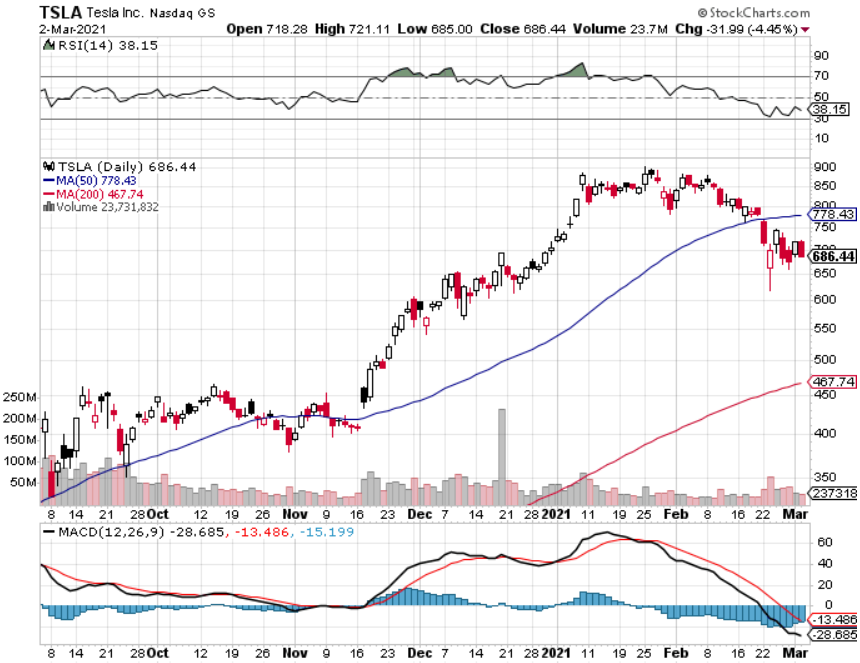 TSLA Tesla Inc. Nasdaq GS © StockCharts.com
2-Mar-2021 Open 718.28 High 721.11 Low 685.00 Close 686.44 Volume 23.7M Chg -31.99 (-4.45%)
RSI(14) 38.15
90
70
50
38.15
30
10
TSLA (Daily) 686.44
MA(50) 778.43
MA(200) 467.74
Volume 23,731,832
900
850
800
778.43
750
700
686.44
650
600
550
500
467.74
450
400
350
237318
250M
200M
150M
100M
50M
8 14 21 28 Oct 12 19 26 Nov 9 16 23 Dec 7 14 21 28 2021 11 19 25 Feb 8 16 22 Mar
MACD(12,26,9) -28.685, -13.486, -15.199
60
40
20
0
-13.486
-28.685
8 14 21 28 Oct 12 19 26 Nov 9 16 23 Dec 7 14 21 28 2021 11 19 25 Feb 8 16 22 Mar